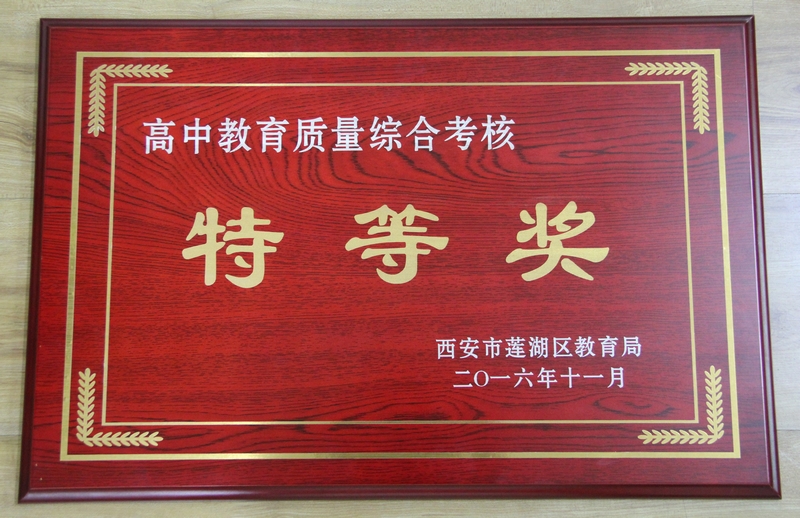 高中教育质量综合考核
特等奖
西安市莲湖区教育局
二〇一六年十一月